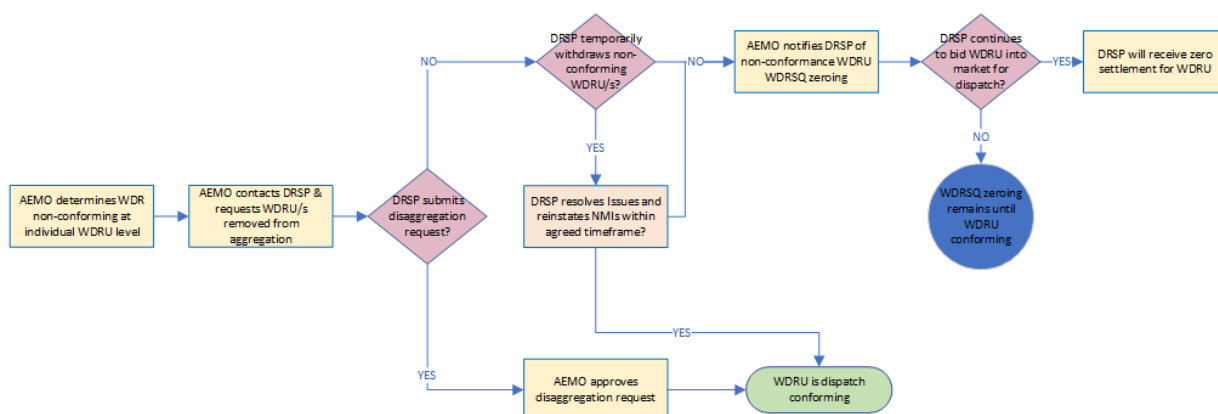 AEMO determines WDR
non-conforming at
individual WDRU level
AEMO contacts DRSP &
requests WDRU/s
removed from
aggregation
DRSP submits
disaggregation
request?
NO
DRSP temporarily
withdraws non-
conforming
WDRU/s?
NO
AEMO notifies DRSP of
non-conformance WDRU
WDRSQ zeroing
DRSP continues
to bid WDRU into
market for
dispatch?
YES
DRSP will receive zero
settlement for WDRU
YES
NO
DRSP resolves Issues and
reinstates NMIs within
agreed timeframe?
WDRSQ zeroing
remains until
WDRU
conforming
YES
YES
AEMO approves
disaggregation request
WDRU is dispatch
conforming